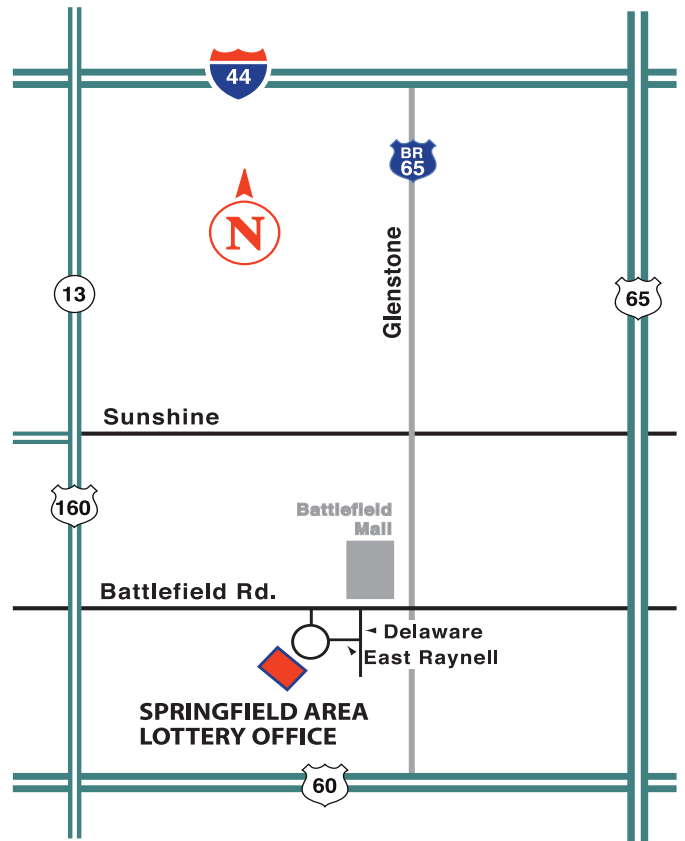 44
BR
65
N
Glenstone
13
65
Sunshine
160
Battlefield
Mall
Battlefield Rd.
Delaware
East Raynell
SPRINGFIELD AREA
LOTTERY OFFICE
60